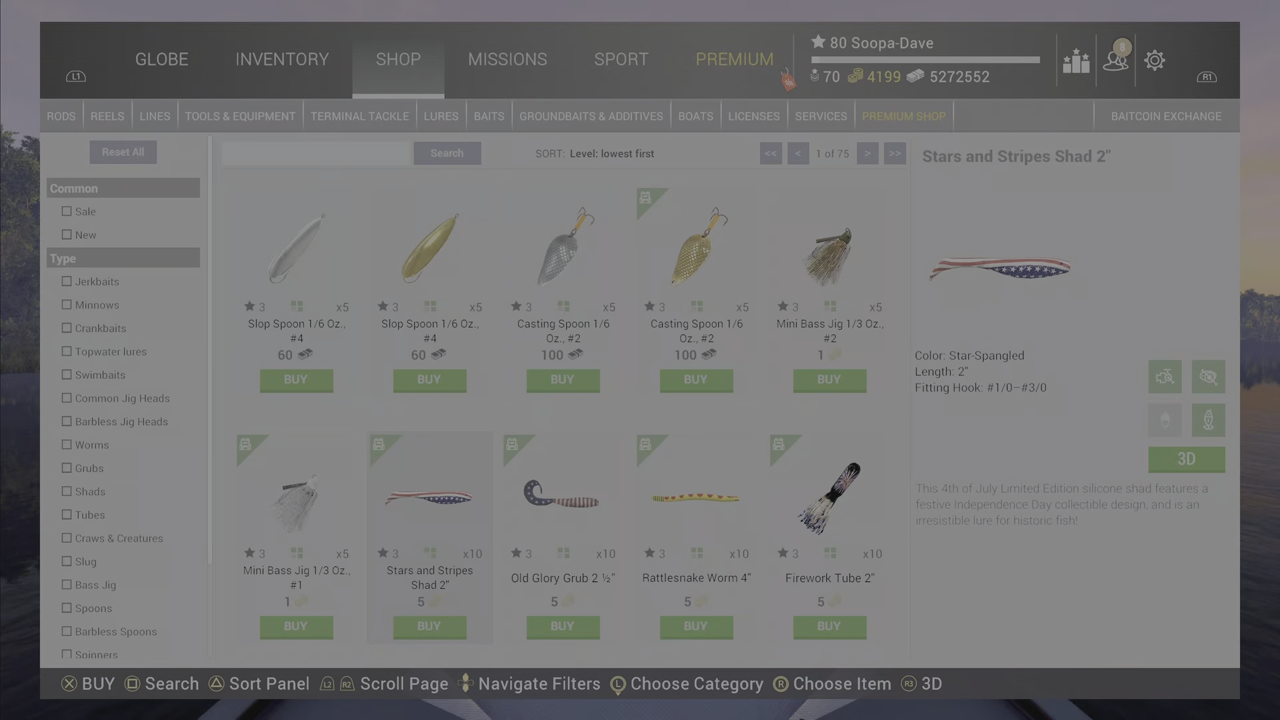 80 Soopa-Dave
GLOBE INVENTORY SHOP MISSIONS SPORT PREMIUM
L1 70 4199 5272552 8 R1
RODS REELS LINES TOOLS & EQUIPMENT TERMINAL TACKLE LURES BAITS GROUNDBAITS & ADDITIVES BOATS LICENSES SERVICES PREMIUM SHOP BAITCOIN EXCHANGE
Reset All
Search SORT: Level: lowest first << < 1 of 75 > >>
Common
Sale
New
Type
Jerkbaits
Minnows
Crankbaits
Topwater lures
Swimbaits
Common Jig Heads
Barbless Jig Heads
Worms
Grubs
Shads
Tubes
Craws & Creatures
Slug
Bass Jig
Spoons
Barbless Spoons
Spinners
3 x5 3 x5 3 x5 3 x5 3 x5
Slop Spoon 1/6 Oz., Slop Spoon 1/6 Oz., Casting Spoon 1/6 Casting Spoon 1/6 Mini Bass Jig 1/3 Oz.,
#4 #4 Oz., #2 Oz., #2 #2
60 60 100 100 1
BUY BUY BUY BUY BUY
3 x5 3 x10 3 x10 3 x10 3 x10
Mini Bass Jig 1/3 Oz., Stars and Stripes Old Glory Grub 2 ½" Rattlesnake Worm 4" Firework Tube 2"
#1 Shad 2"
1 5 5 5 5
BUY BUY BUY BUY BUY
Stars and Stripes Shad 2"
Color: Star-Spangled
Length: 2"
Fitting Hook: #1/0–#3/0
3D
This 4th of July Limited Edition silicone shad features a
festive Independence Day collectible design, and is an
irresistible lure for historic fish!
BUY Search Sort Panel L2 R2 Scroll Page Navigate Filters L Choose Category R Choose Item R3 3D